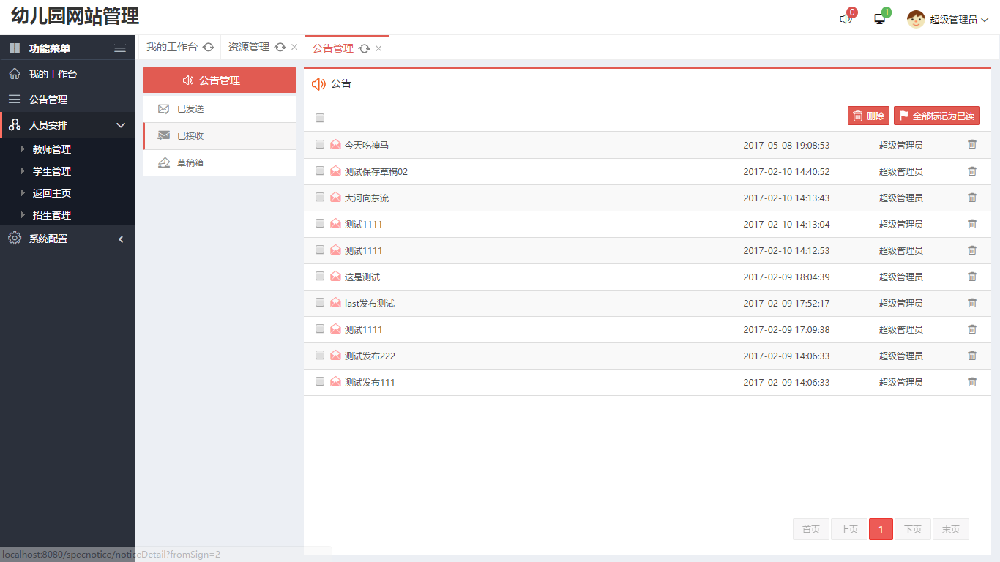 幼儿园网站管理
0
1
超级管理员
功能菜单
我的工作台
公告管理
人员安排
教师管理
学生管理
返回主页
招生管理
系统配置
我的工作台
资源管理
公告管理
公告管理
已发送
已接收
草稿箱
公告
删除
全部标记为已读
今天吃神马 2017-05-08 19:08:53 超级管理员
测试保存草稿02 2017-02-10 14:40:52 超级管理员
大河向东流 2017-02-10 14:13:43 超级管理员
测试1111 2017-02-10 14:13:04 超级管理员
测试1111 2017-02-10 14:12:53 超级管理员
这是测试 2017-02-09 18:04:39 超级管理员
last发布测试 2017-02-09 17:52:17 超级管理员
测试1111 2017-02-09 17:09:38 超级管理员
测试发布222 2017-02-09 14:06:33 超级管理员
测试发布111 2017-02-09 14:06:33 超级管理员
首页 上页 1 下页 末页
localhost:8080/specnotice/noticeDetail?fromSign=2